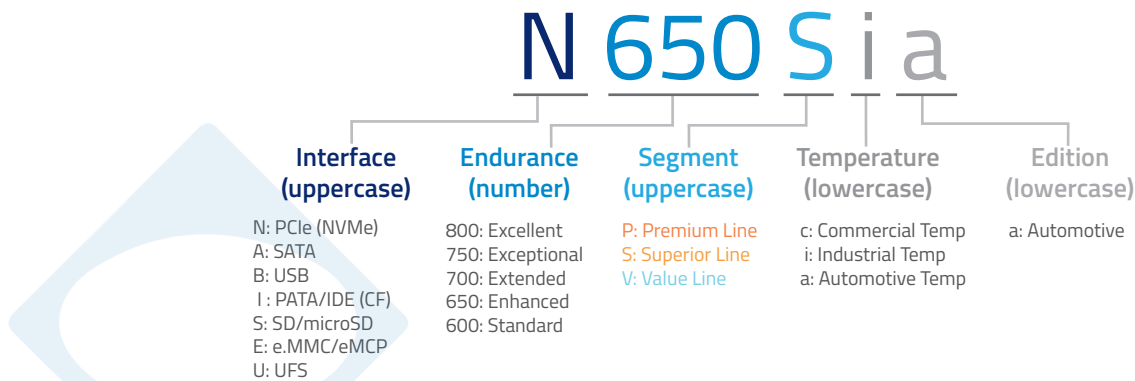 N 650 S i a
Interface
(uppercase)
N: PCIe (NVMe)
A: SATA
B: USB
I : PATA/IDE (CF)
S: SD/microSD
E: e.MMC/eMCP
U: UFS
Endurance
(number)
800: Excellent
750: Exceptional
700: Extended
650: Enhanced
600: Standard
Segment
(uppercase)
P: Premium Line
S: Superior Line
V: Value Line
Temperature
(lowercase)
c: Commercial Temp
i: Industrial Temp
a: Automotive Temp
Edition
(lowercase)
a: Automotive